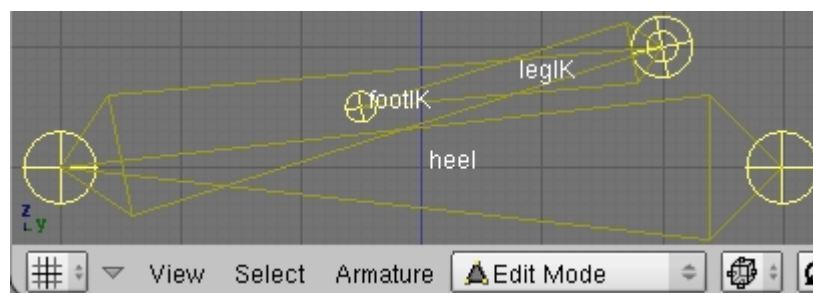 legIK
footIK
heel
z
y
View Select Armature Edit Mode